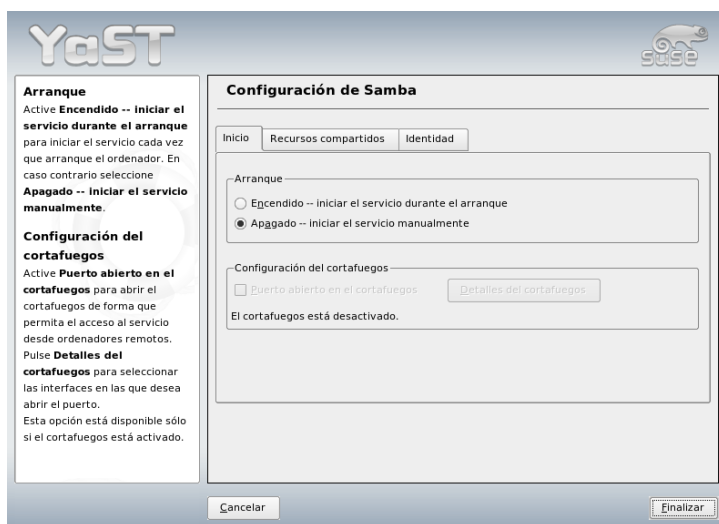 YaST
suse
Arranque
Active Encendido -- iniciar el
servicio durante el arranque
para iniciar el servicio cada vez
que arranque el ordenador. En
caso contrario seleccione
Apagado -- iniciar el servicio
manualmente.
Configuración del
cortafuegos
Active Puerto abierto en el
cortafuegos para abrir el
cortafuegos de forma que
permita el acceso al servicio
desde ordenadores remotos.
Pulse Detalles del
cortafuegos para seleccionar
las interfaces en las que desea
abrir el puerto.
Esta opción está disponible sólo
si el cortafuegos está activado.
Configuración de Samba
Inicio Recursos compartidos Identidad
Arranque
Encendido -- iniciar el servicio durante el arranque
Apagado -- iniciar el servicio manualmente
Configuración del cortafuegos
Puerto abierto en el cortafuegos Detalles del cortafuegos
El cortafuegos está desactivado.
Cancelar Finalizar